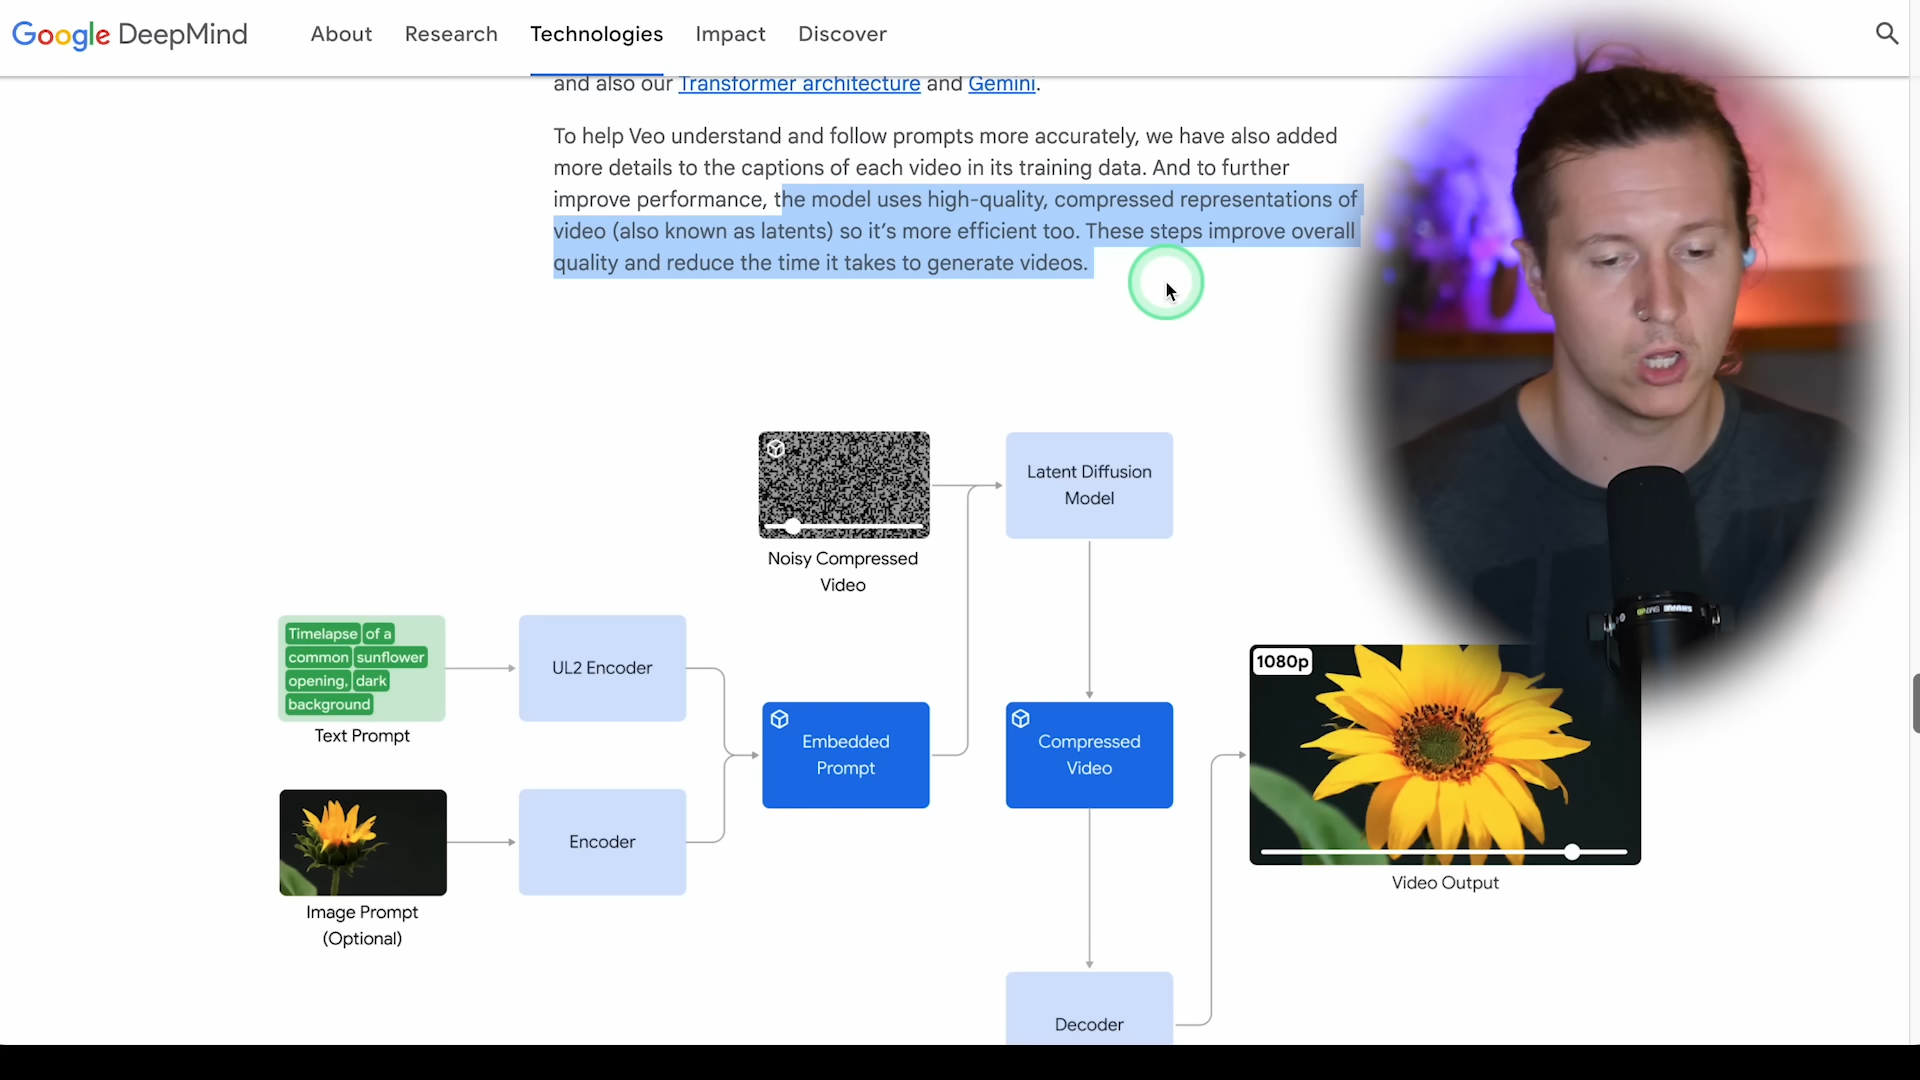 Google DeepMind
About
Research
Technologies
Impact
Discover
and also our Transformer architecture and Gemini.
To help Veo understand and follow prompts more accurately, we have also added
more details to the captions of each video in its training data. And to further
improve performance, the model uses high-quality, compressed representations of
video (also known as latents) so it's more efficient too. These steps improve overall
quality and reduce the time it takes to generate videos.
Noisy Compressed
Video
Latent Diffusion
Model
Timelapse of a
common sunflower
opening, dark
background
Text Prompt
UL2 Encoder
Embedded
Prompt
Compressed
Video
1080p
Video Output
Image Prompt
(Optional)
Encoder
Decoder